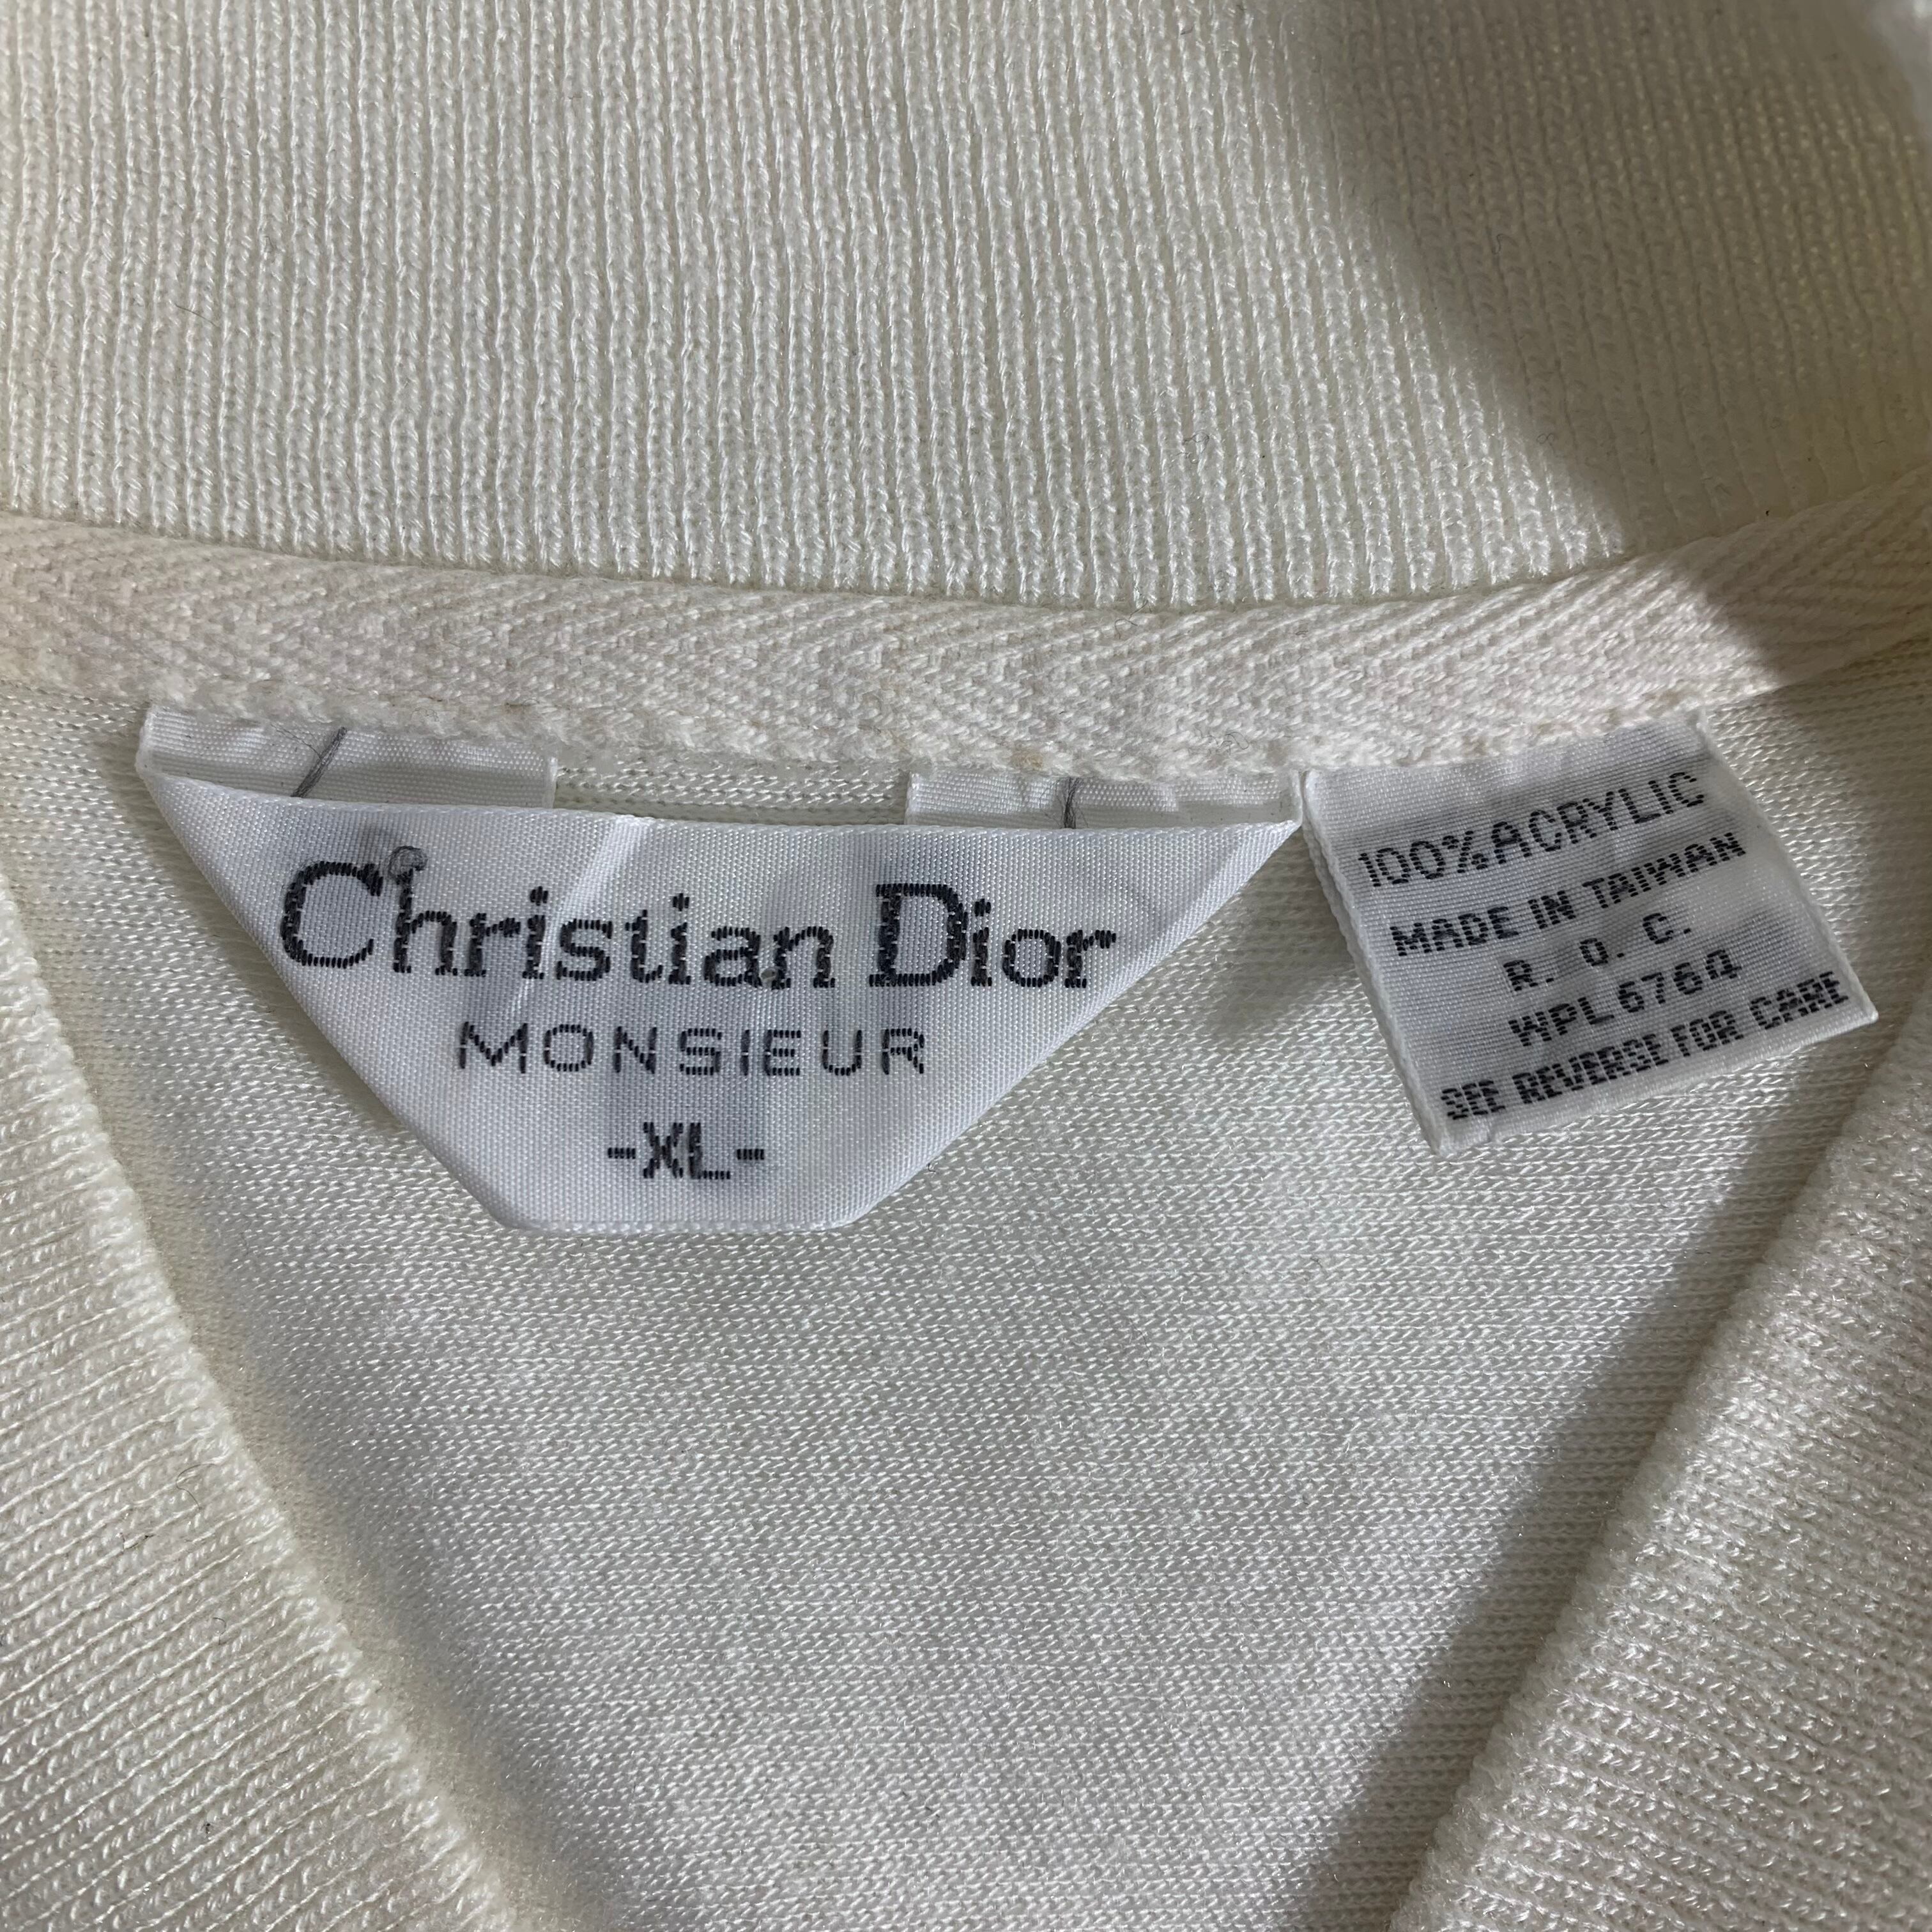 Christian Dior
MONSIEUR
-XL-
100% ACRYLIC
MADE IN TAIWAN
R. O. C.
WPL 6764
SEE REVERSE FOR CARE